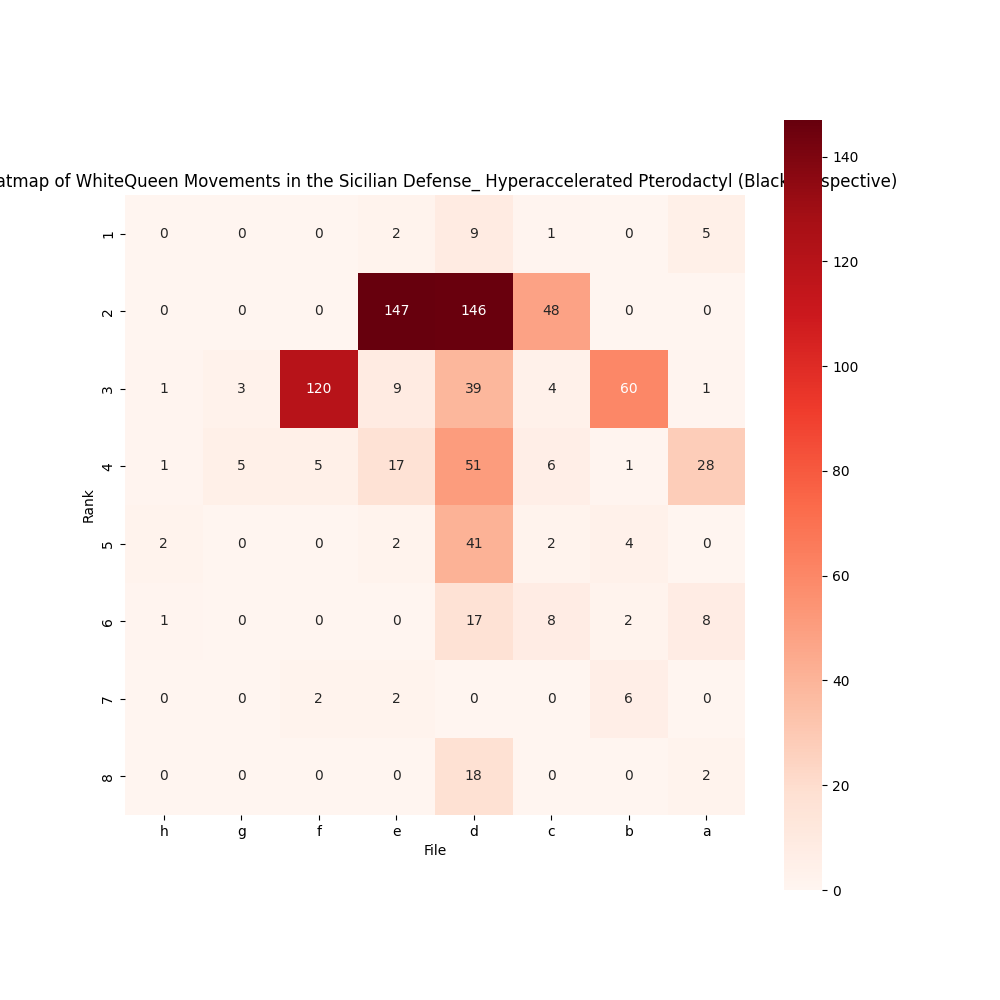 atmap of WhiteQueen Movements in the Sicilian Defense_ Hyperaccelerated Pterodactyl (Black spective)
1 0 0 0 2 9 1 0 5
2 0 0 0 147 146 48 0 0
3 1 3 120 9 39 4 60 1
4 1 5 5 17 51 6 1 28
5 2 0 0 2 41 2 4 0
6 1 0 0 0 17 8 2 8
7 0 0 2 2 0 0 6 0
8 0 0 0 0 18 0 0 2
h g f e d c b a
File
Rank
140
120
100
80
60
40
20
0